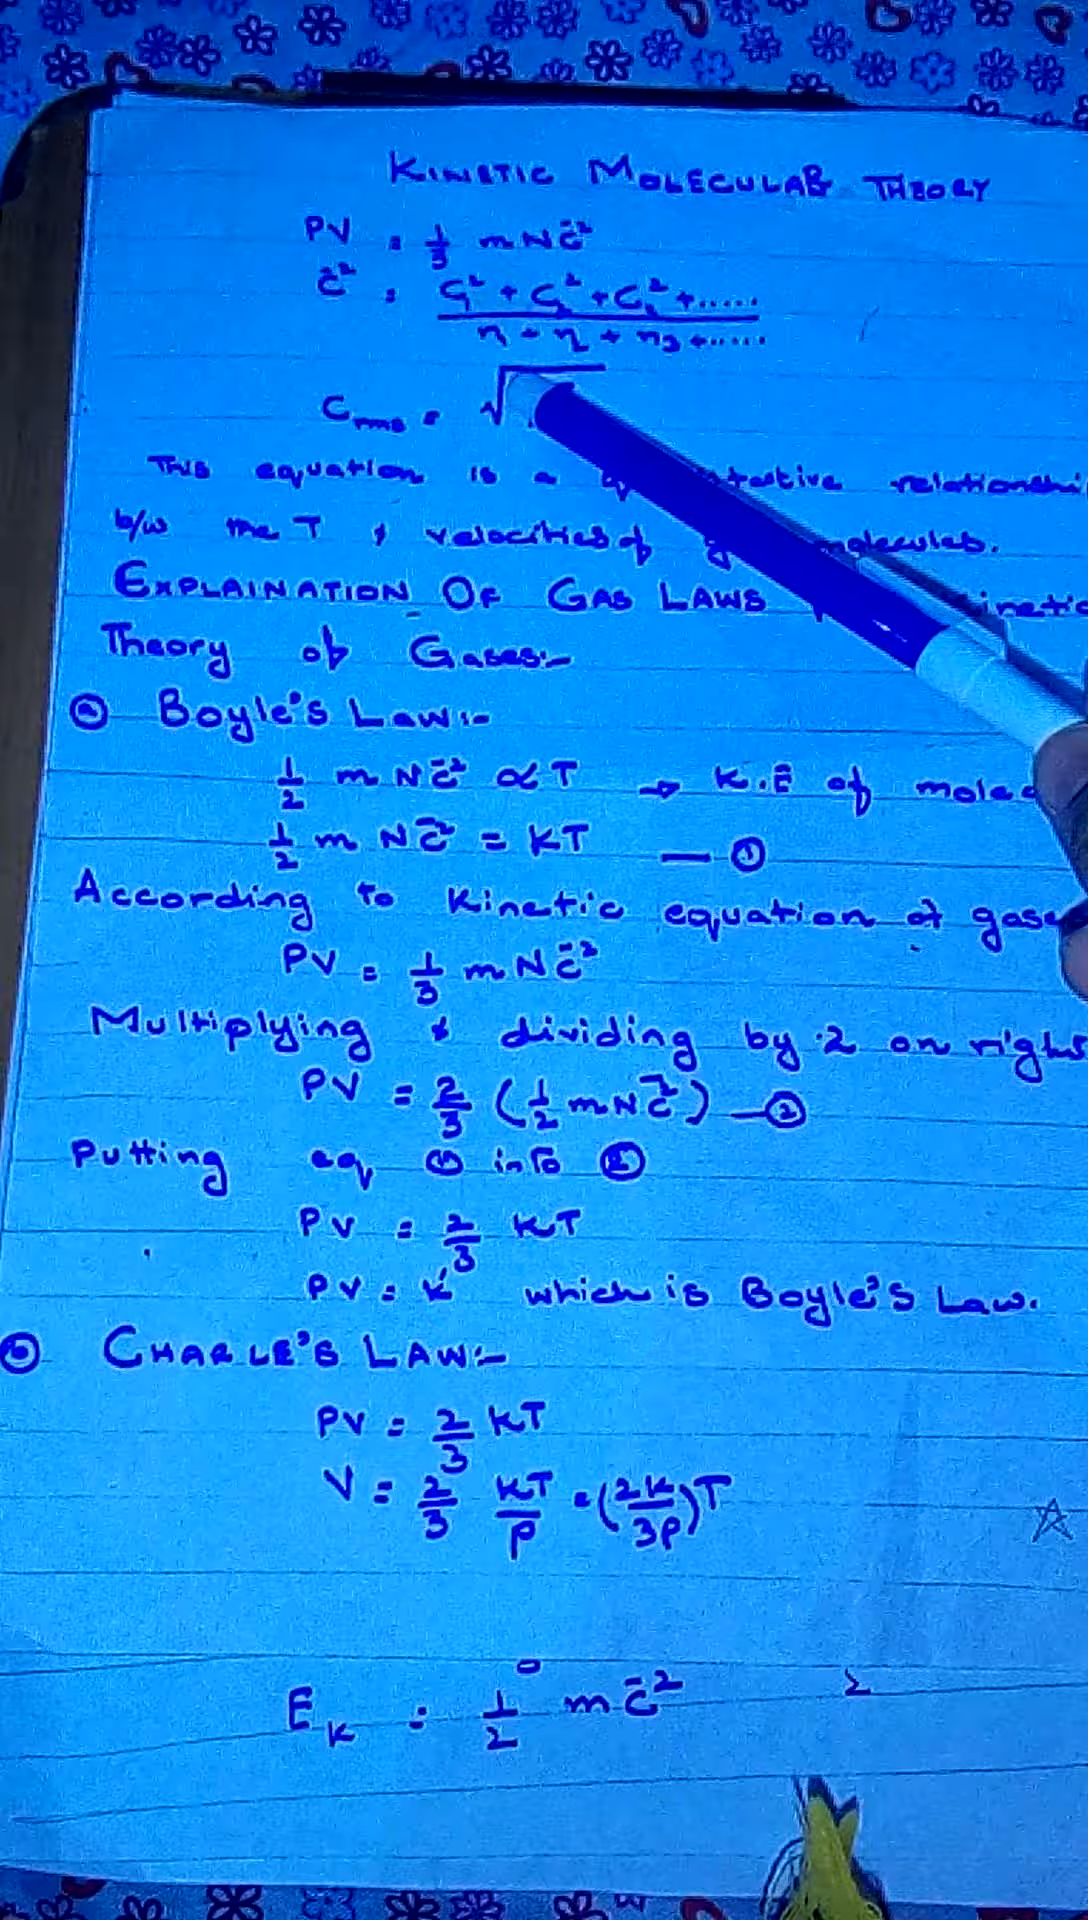 KINETIC MOLECULAR THEORY
PV = 1/3 mNc̄²
c̄² = C₁² + C₂² + C₃² + ...... / n₁ + n₂ + n₃ + ......
Crms = √
This equation is a relationship
b/w the T & velocities of molecules.
EXPLAINATION OF GAS LAWS
Theory of Gases:-
ⓐ Boyle's Law:-
1/2 mNc̄² ∝ T → K.E of
1/2 mNc̄² = KT — ①
According to Kinetic equation of
PV = 1/3 mNc̄²
Multiplying & dividing by 2 on
PV = 2/3 (1/2 mNc̄²) — ②
Putting eq ① into ②
PV = 2/3 KT
PV = K' which is Boyle's Law.
ⓑ CHARLE'S LAW:-
PV = 2/3 KT
V = 2/3 KT/P = (2K/3P)T
E_K = 1/2 mc̄²